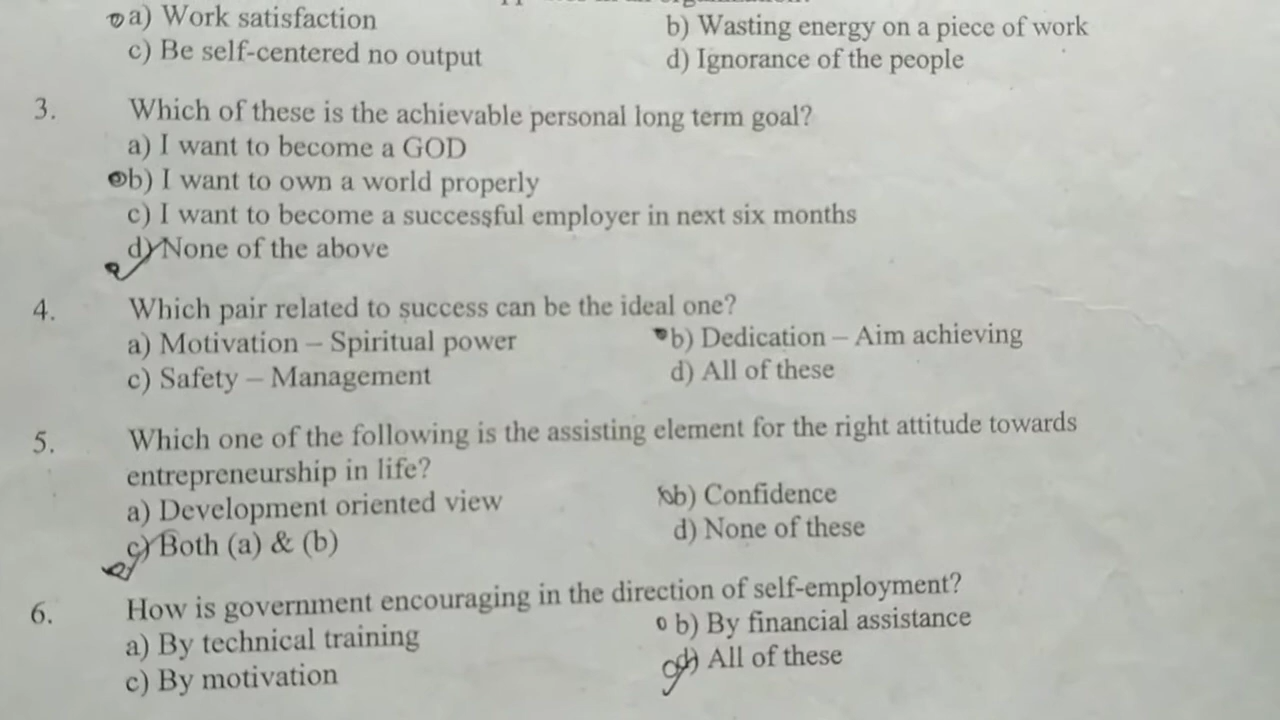 a) Work satisfaction b) Wasting energy on a piece of work
c) Be self-centered no output d) Ignorance of the people
3. Which of these is the achievable personal long term goal?
a) I want to become a GOD
b) I want to own a world properly
c) I want to become a successful employer in next six months
d) None of the above
4. Which pair related to success can be the ideal one?
a) Motivation – Spiritual power b) Dedication – Aim achieving
c) Safety – Management d) All of these
5. Which one of the following is the assisting element for the right attitude towards
entrepreneurship in life?
a) Development oriented view b) Confidence
c) Both (a) & (b) d) None of these
6. How is government encouraging in the direction of self-employment?
a) By technical training b) By financial assistance
c) By motivation d) All of these